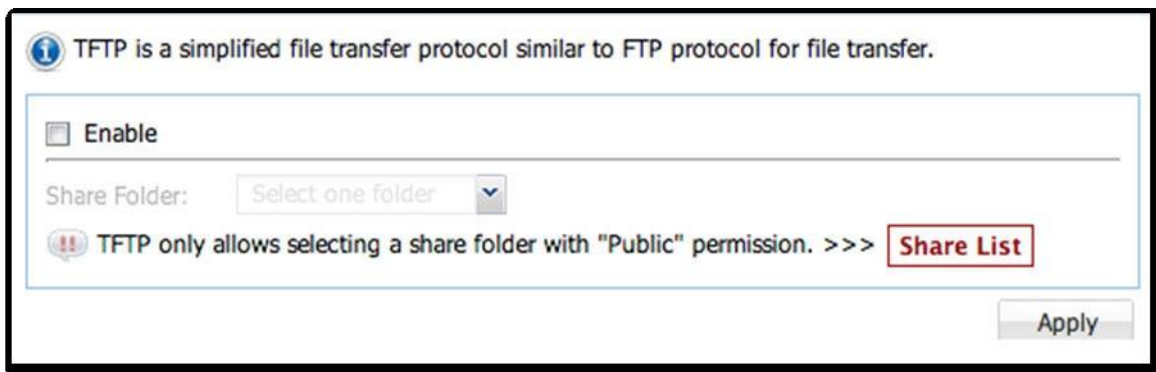 TFTP is a simplified file transfer protocol similar to FTP protocol for file transfer.
Enable
Share Folder: Select one folder
!! TFTP only allows selecting a share folder with "Public" permission. >>> Share List
Apply